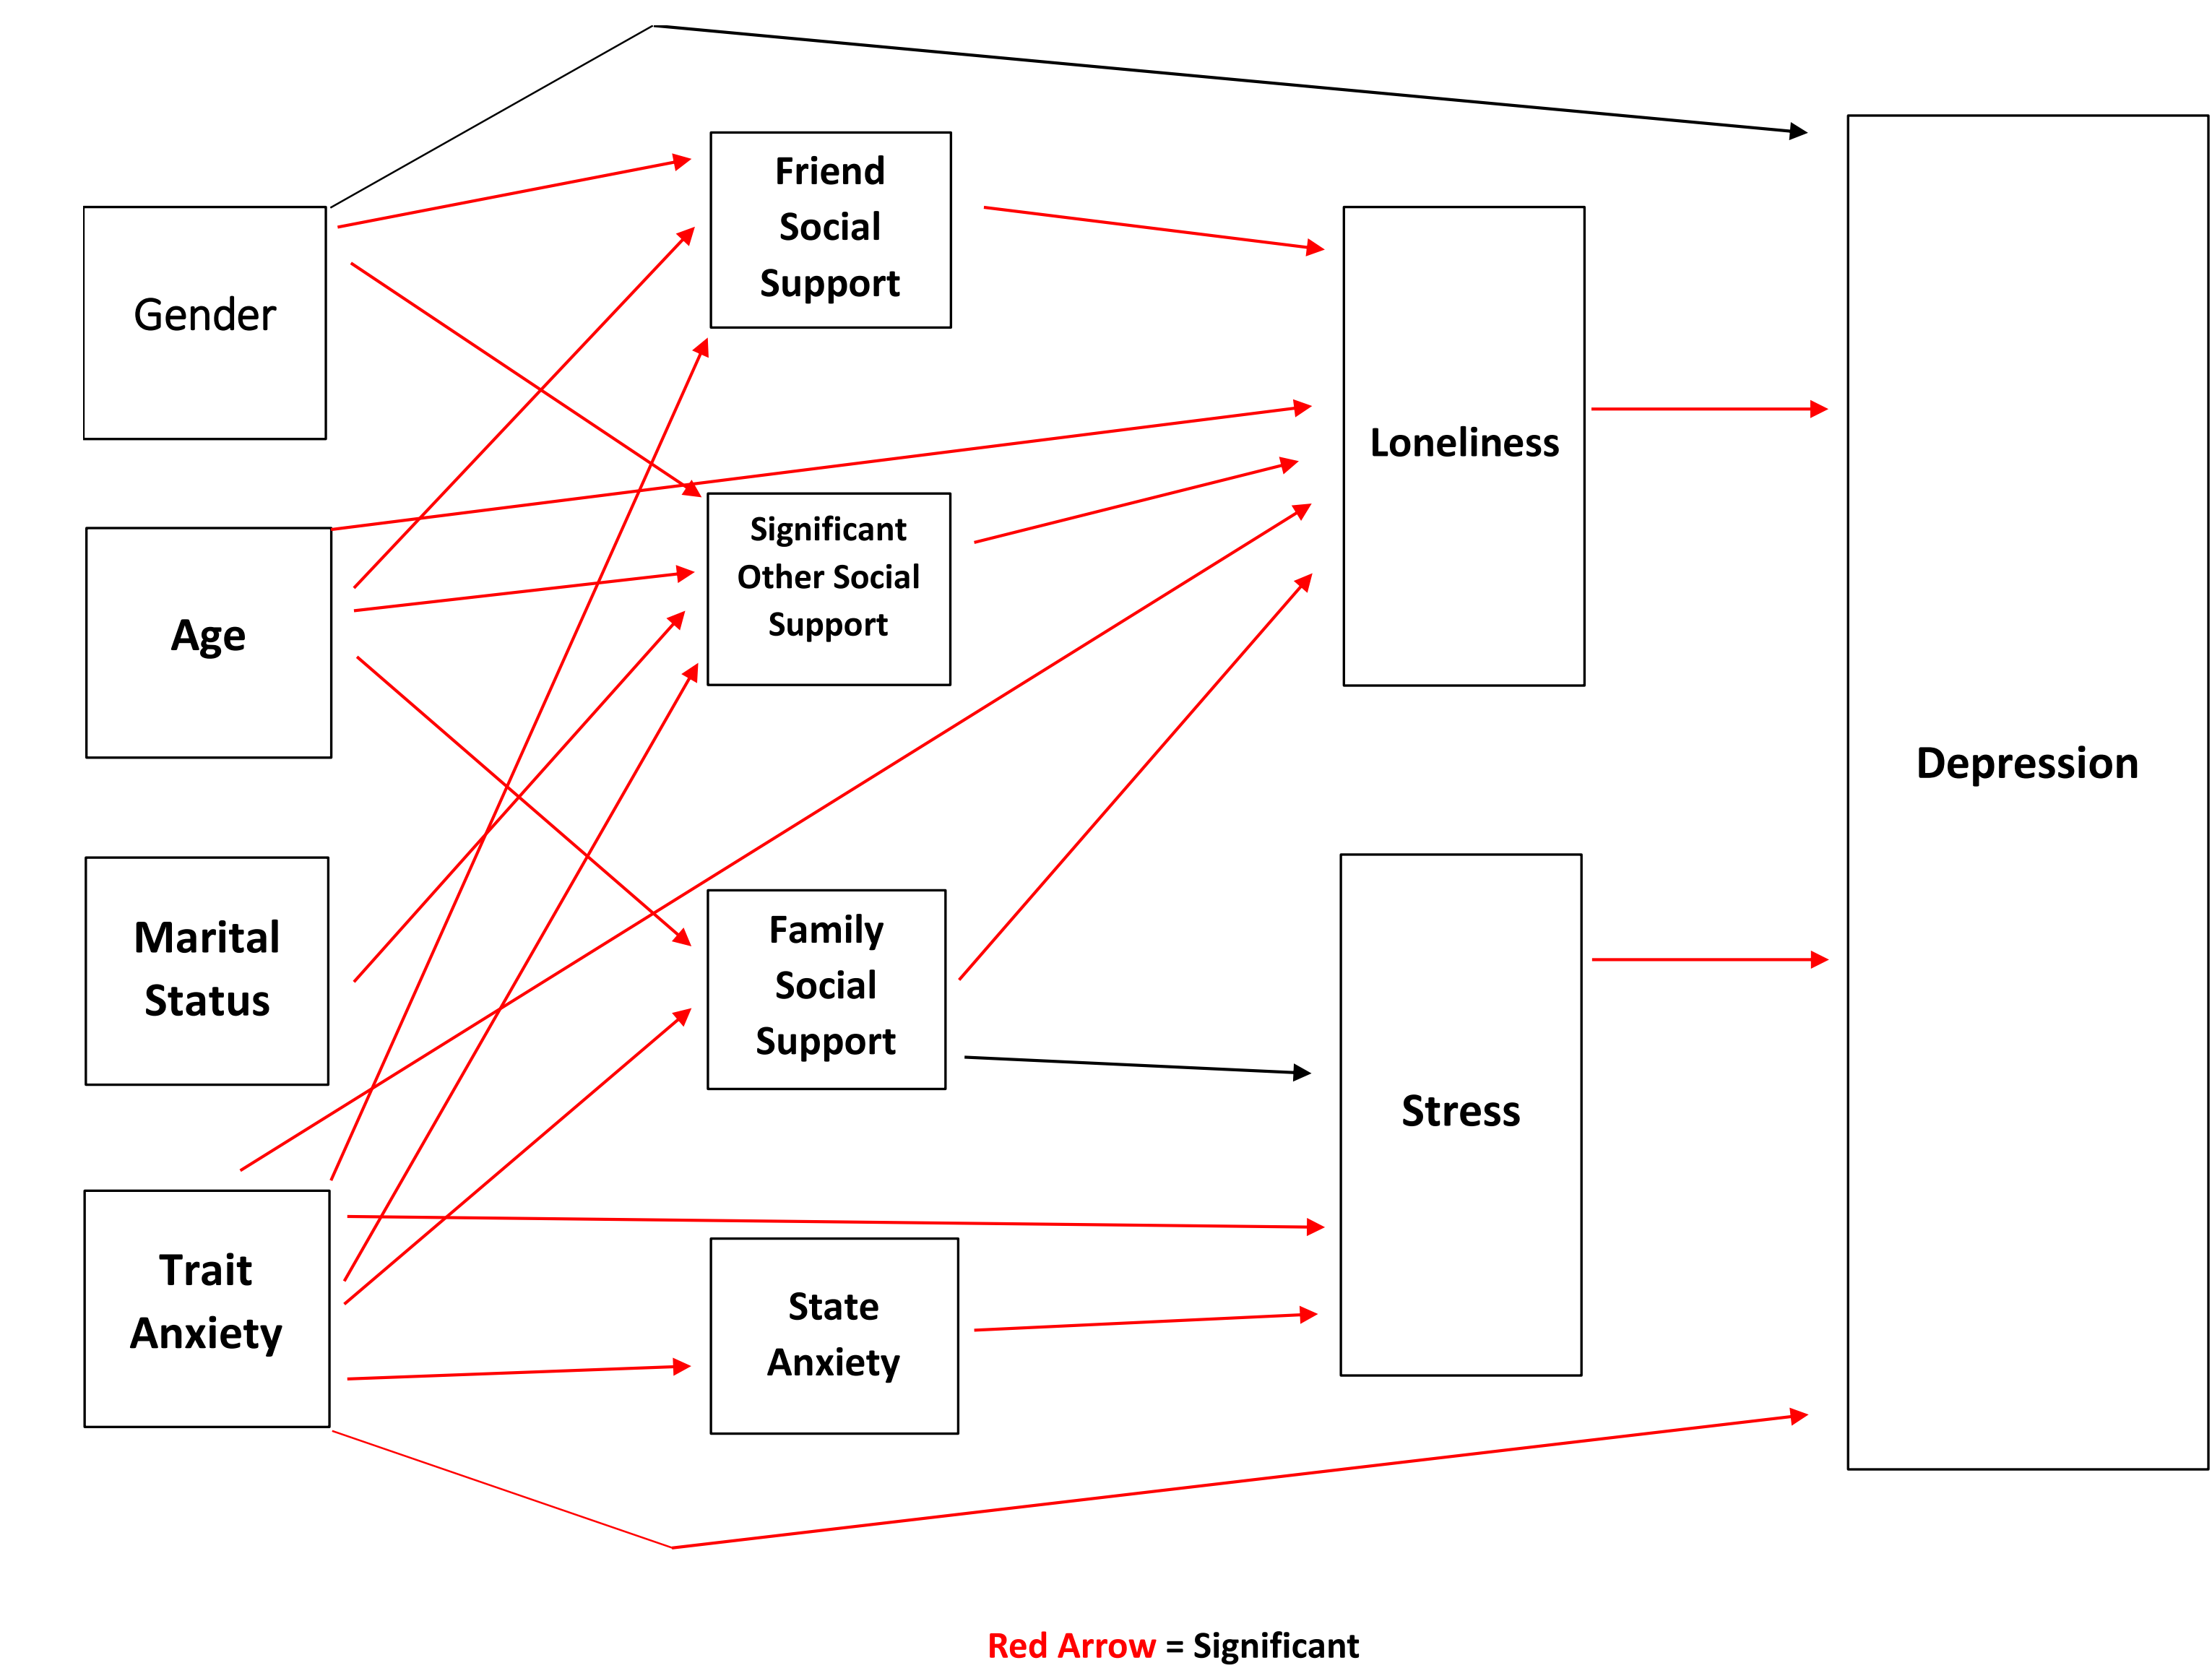 Gender
Age
Marital
Status
Trait
Anxiety
Friend
Social
Support
Significant
Other Social
Support
Family
Social
Support
State
Anxiety
Loneliness
Stress
Depression
Red Arrow = Significant